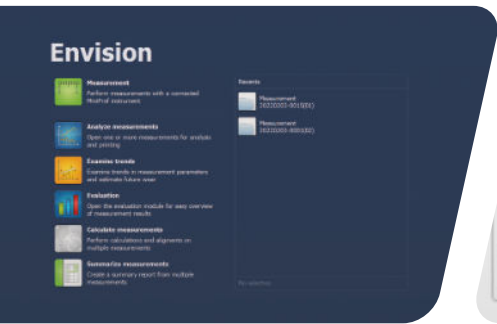 Envision
Measurement
Perform measurements with a connected
MiniProf instrument
Analyze measurements
Open one or more measurements for analysis
and printing
Examine trends
Examine trends in measurement parameters
and estimate future wear
Evaluation
Open the evaluation module for easy overview
of measurement results
Calculate measurements
Perform calculations and alignments on
multiple measurements
Summarize measurements
Create a summary report from multiple
measurements
Recents
Measurement
Measurement
No selection